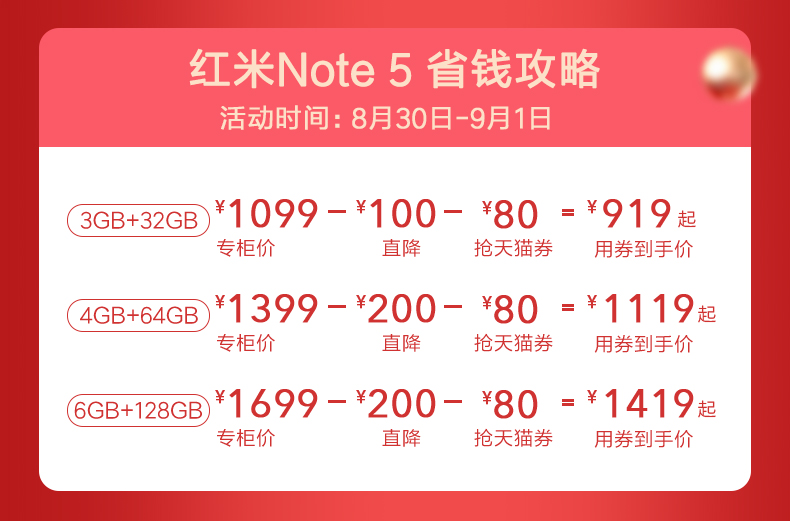 红米Note 5 省钱攻略
活动时间：8月30日-9月1日
3GB+32GB ¥1099 - ¥100 - ¥80 = ¥919起
专柜价 直降 抢天猫券 用券到手价
4GB+64GB ¥1399 - ¥200 - ¥80 = ¥1119起
专柜价 直降 抢天猫券 用券到手价
6GB+128GB ¥1699 - ¥200 - ¥80 = ¥1419起
专柜价 直降 抢天猫券 用券到手价